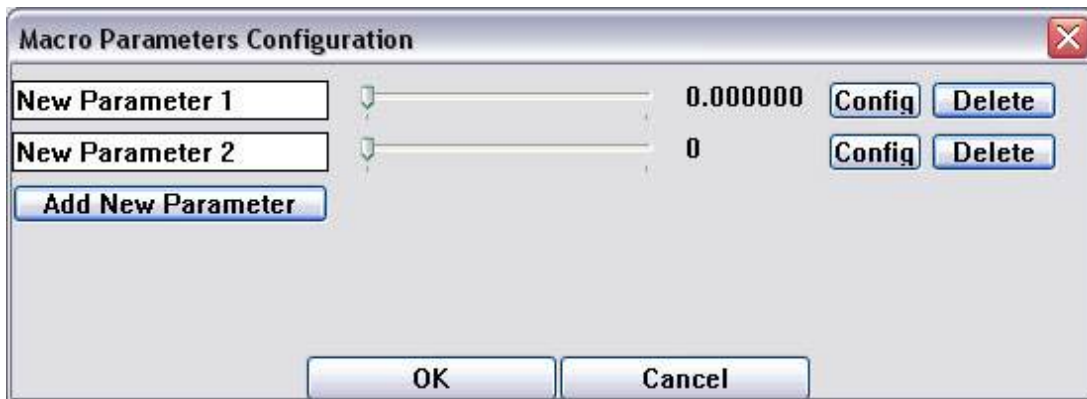 Macro Parameters Configuration
New Parameter 1 0.000000 Config Delete
New Parameter 2 0 Config Delete
Add New Parameter
OK Cancel